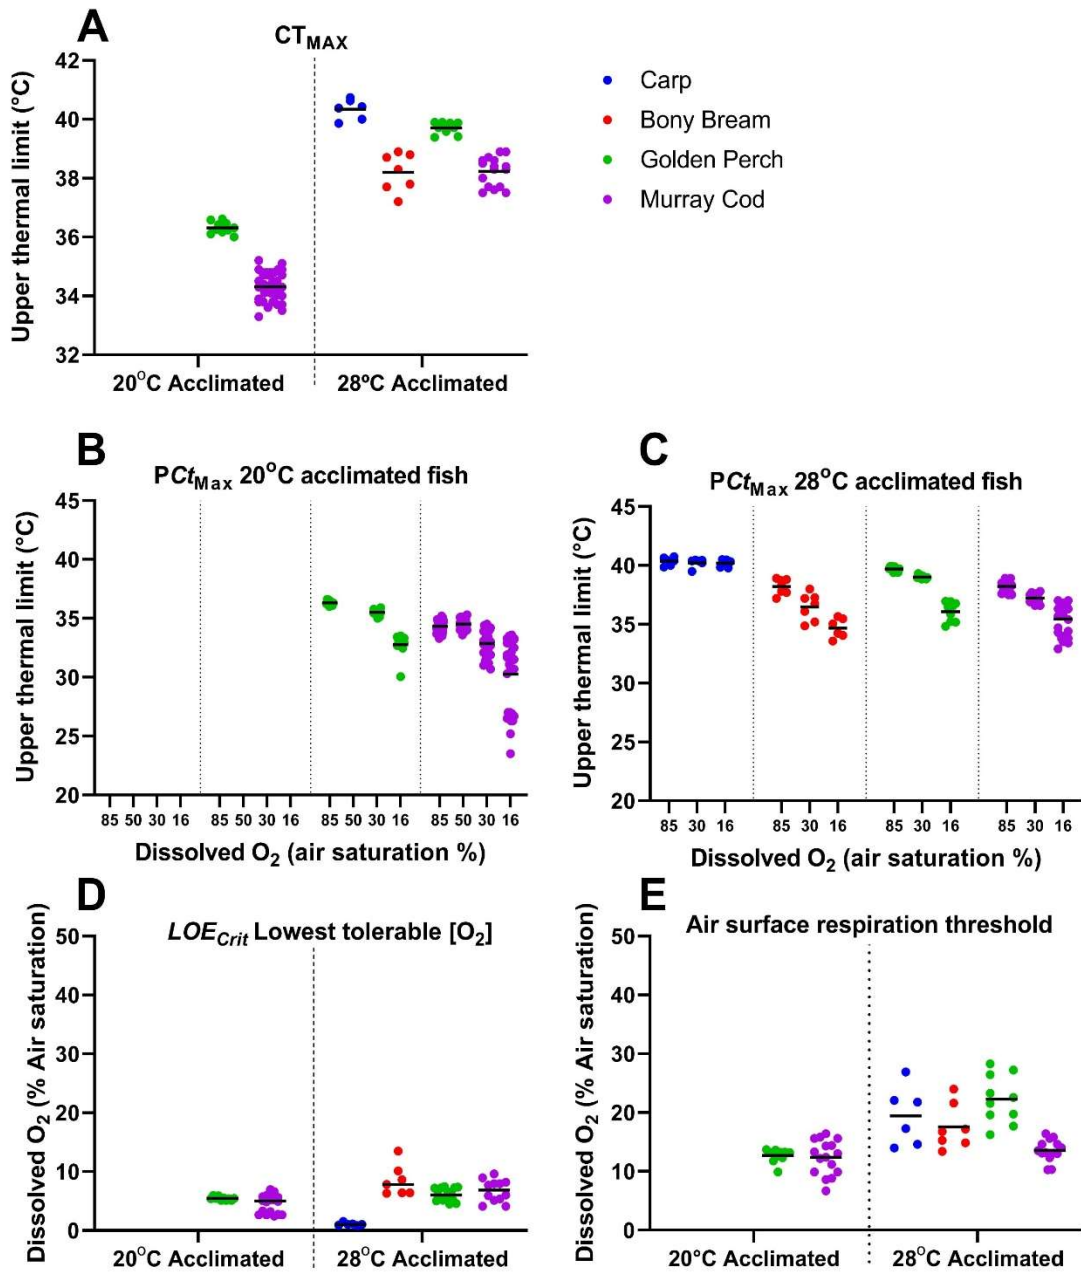 A
CT_MAX
42
40
38
36
34
32
Upper thermal limit (°C)
20°C Acclimated
28ºC Acclimated
Carp
Bony Bream
Golden Perch
Murray Cod
B
PCt_Max 20°C acclimated fish
45
40
35
30
25
20
Upper thermal limit (°C)
85 50 30 16 85 50 30 16 85 50 30 16 85 50 30 16
Dissolved O₂ (air saturation %)
C
PCt_Max 28°C acclimated fish
45
40
35
30
25
20
Upper thermal limit (°C)
85 30 16 85 30 16 85 30 16 85 30 16
Dissolved O₂ (air saturation %)
D
LOE_Crit Lowest tolerable [O₂]
50
40
30
20
10
0
Dissolved O₂ (% Air saturation)
20°C Acclimated
28°C Acclimated
E
Air surface respiration threshold
50
40
30
20
10
0
Dissolved O₂ (% Air saturation)
20°C Acclimated
28°C Acclimated